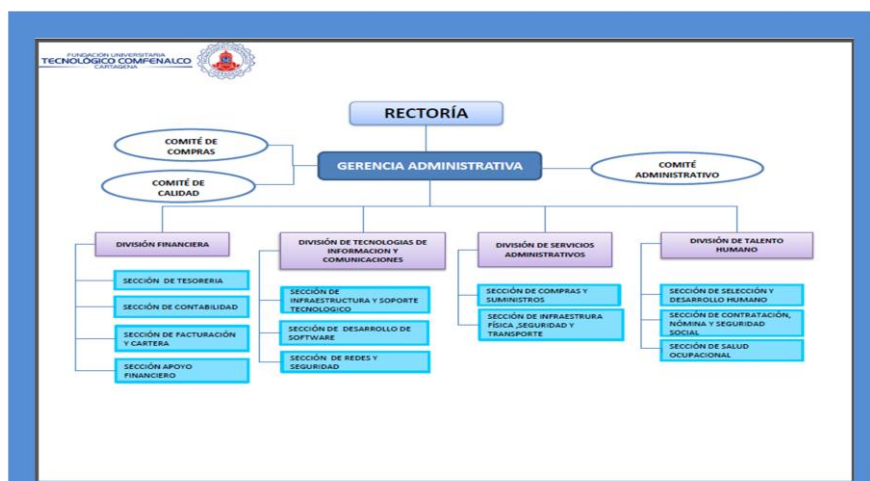 FUNDACIÓN UNIVERSITARIA
TECNOLÓGICO COMFENALCO
CARTAGENA
RECTORÍA
COMITÉ DE
COMPRAS
GERENCIA ADMINISTRATIVA
COMITÉ
ADMINISTRATIVO
COMITÉ DE
CALIDAD
DIVISIÓN FINANCIERA
SECCIÓN DE TESORERIA
SECCIÓN DE CONTABILIDAD
SECCIÓN DE FACTURACIÓN
Y CARTERA
SECCIÓN APOYO
FINANCIERO
DIVISIÓN DE TECNOLOGIAS DE
INFORMACION Y
COMUNICACIONES
SECCIÓN DE
INFRAESTRUCTURA Y SOPORTE
TECNOLOGICO
SECCIÓN DE DESARROLLO DE
SOFTWARE
SECCIÓN DE REDES Y
SEGURIDAD
DIVISIÓN DE SERVICIOS
ADMINISTRATIVOS
SECCIÓN DE COMPRAS Y
SUMINISTROS
SECCIÓN DE INFRAESTRURA
FÍSICA ,SEGURIDAD Y
TRANSPORTE
DIVISIÓN DE TALENTO
HUMANO
SECCIÓN DE SELECCIÓN Y
DESARROLLO HUMANO
SECCIÓN DE CONTRATACIÓN,
NÓMINA Y SEGURIDAD
SOCIAL
SECCIÓN DE SALUD
OCUPACIONAL